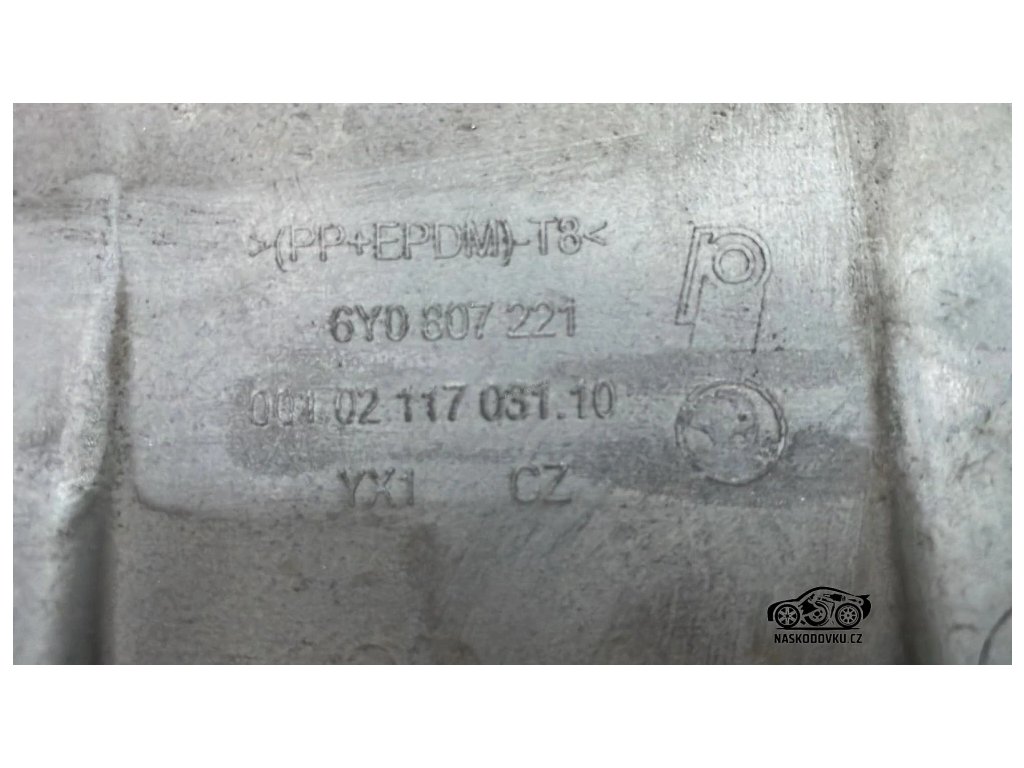 >(PP+EPDM)-T8<
6Y0 807 221
001.02 117 031.10
YX1 CZ
NASKODOVKU.CZ